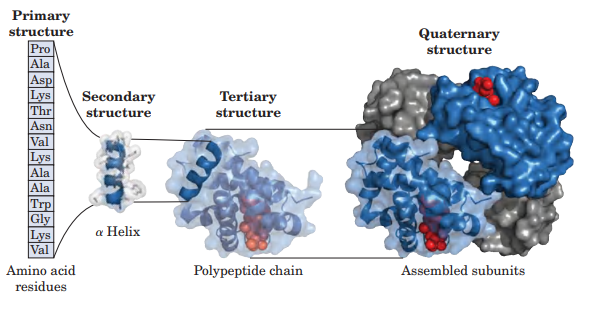 Primary
structure
Pro
Ala
Asp
Lys
Thr
Asn
Val
Lys
Ala
Ala
Trp
Gly
Lys
Val
Amino acid
residues
Secondary
structure
α Helix
Tertiary
structure
Polypeptide chain
Quaternary
structure
Assembled subunits